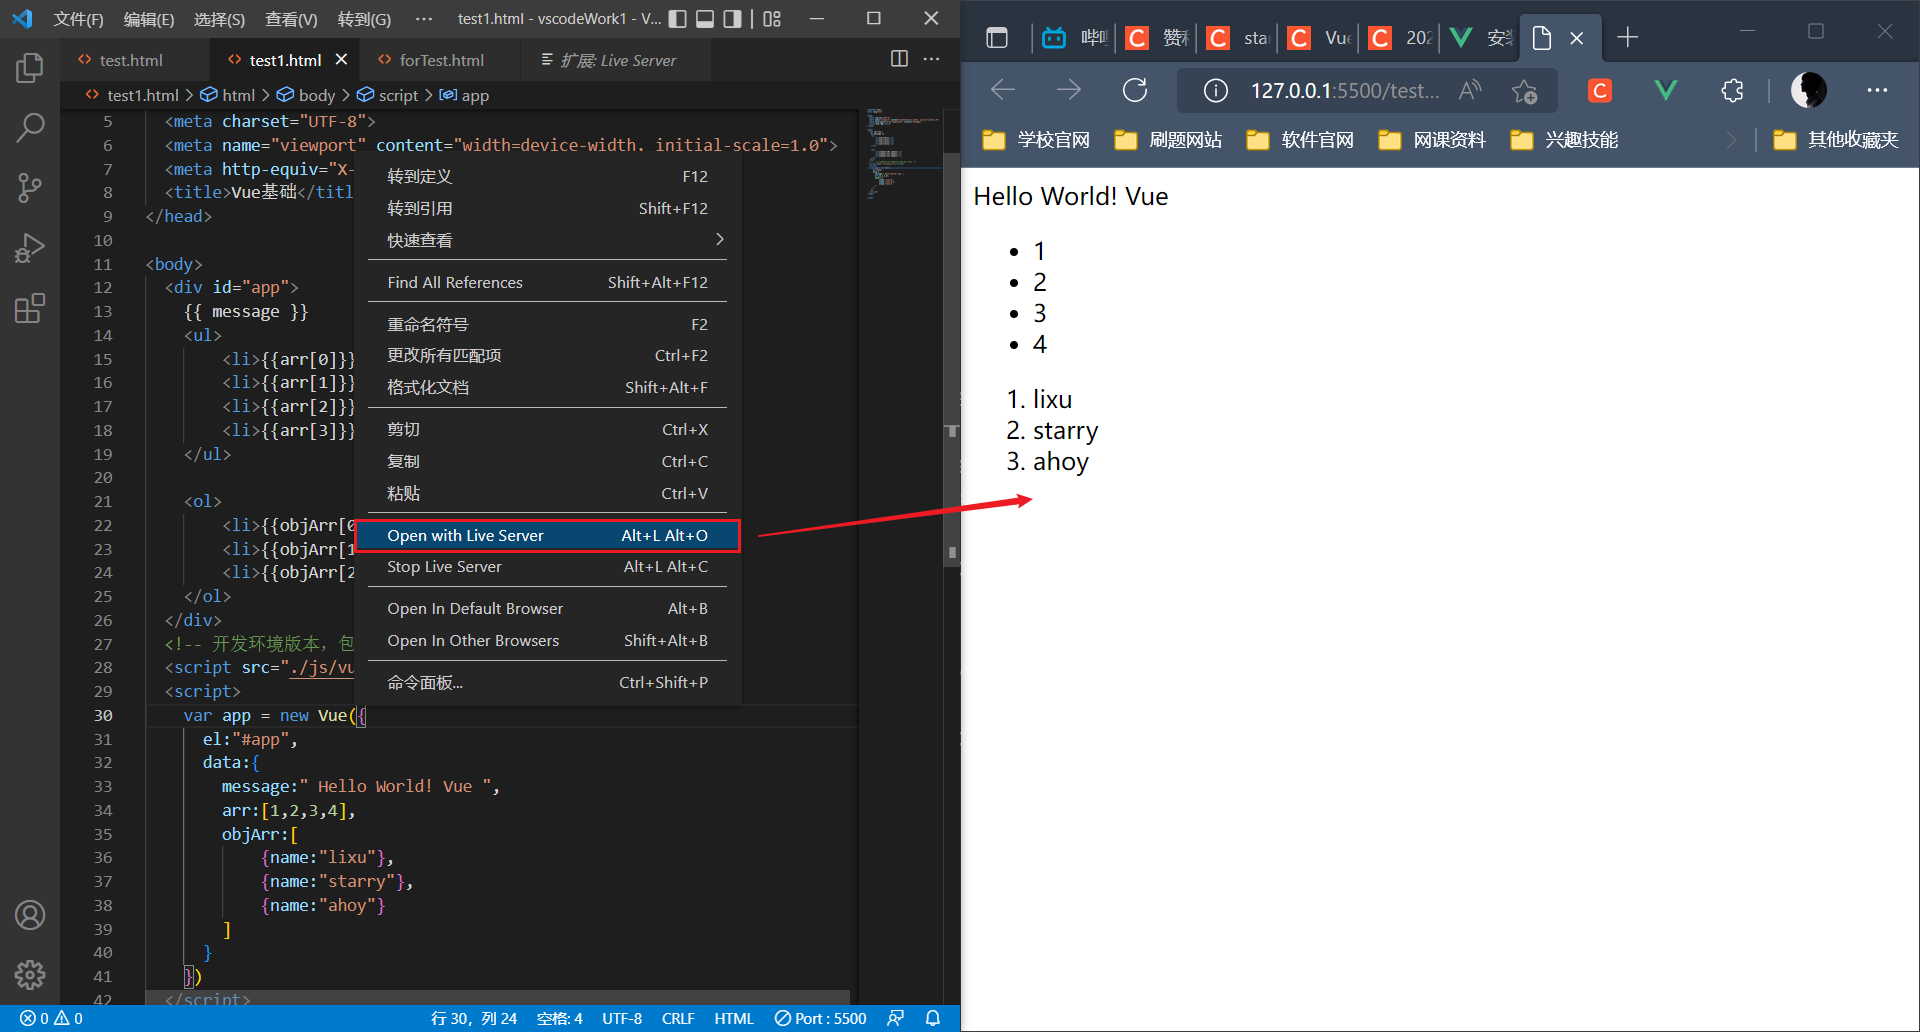 文件(F) 编辑(E) 选择(S) 查看(V) 转到(G) ··· test1.html - vscodeWork1 - V...
test.html test1.html forTest.html 扩展: Live Server
test1.html > html > body > script > app
5 <meta charset="UTF-8">
6 <meta name="viewport" content="width=device-width, initial-scale=1.0">
7 <meta http-equiv="X-
8 <title>Vue基础</titl
9 </head>
10
11 <body>
12 <div id="app">
13 {{ message }}
14 <ul>
15 <li>{{arr[0]}}
16 <li>{{arr[1]}}
17 <li>{{arr[2]}}
18 <li>{{arr[3]}}
19 </ul>
20
21 <ol>
22 <li>{{objArr[0
23 <li>{{objArr[1
24 <li>{{objArr[2
25 </ol>
26 </div>
27 <!-- 开发环境版本，包
28 <script src="./js/vu
29 <script>
30 var app = new Vue({
31 el:"#app",
32 data:{
33 message:" Hello World! Vue ",
34 arr:[1,2,3,4],
35 objArr:[
36 {name:"lixu"},
37 {name:"starry"},
38 {name:"ahoy"}
39 ]
40 }
41 })
42 </script>
转到定义 F12
转到引用 Shift+F12
快速查看 >
Find All References Shift+Alt+F12
重命名符号 F2
更改所有匹配项 Ctrl+F2
格式化文档 Shift+Alt+F
剪切 Ctrl+X
复制 Ctrl+C
粘贴 Ctrl+V
Open with Live Server Alt+L Alt+O
Stop Live Server Alt+L Alt+C
Open In Default Browser Alt+B
Open In Other Browsers Shift+Alt+B
命令面板... Ctrl+Shift+P
0 0 行 30，列 24 空格: 4 UTF-8 CRLF HTML Port : 5500
哔 C 赞 C sta C Vue C 202 安装
127.0.0.1:5500/test... A C
学校官网 刷题网站 软件官网 网课资料 兴趣技能 其他收藏夹
Hello World! Vue
• 1
• 2
• 3
• 4
1. lixu
2. starry
3. ahoy